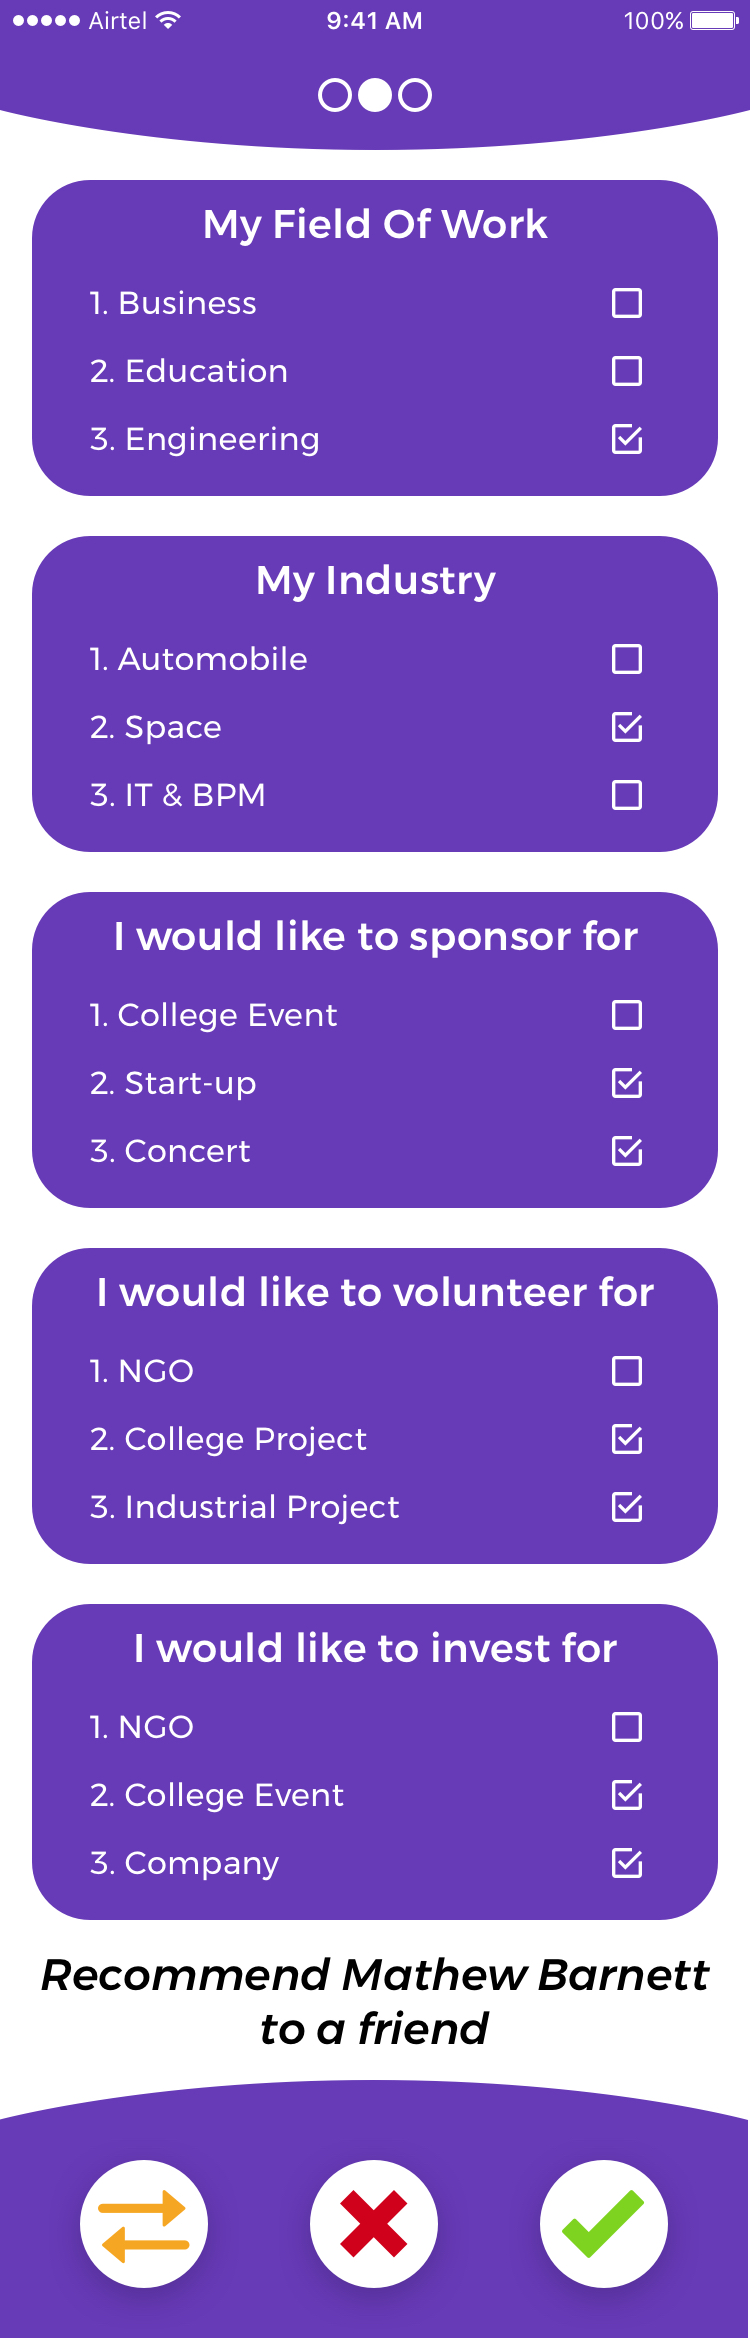 Airtel 9:41 AM 100%
My Field Of Work
1. Business
2. Education
3. Engineering
My Industry
1. Automobile
2. Space
3. IT & BPM
I would like to sponsor for
1. College Event
2. Start-up
3. Concert
I would like to volunteer for
1. NGO
2. College Project
3. Industrial Project
I would like to invest for
1. NGO
2. College Event
3. Company
Recommend Mathew Barnett
to a friend